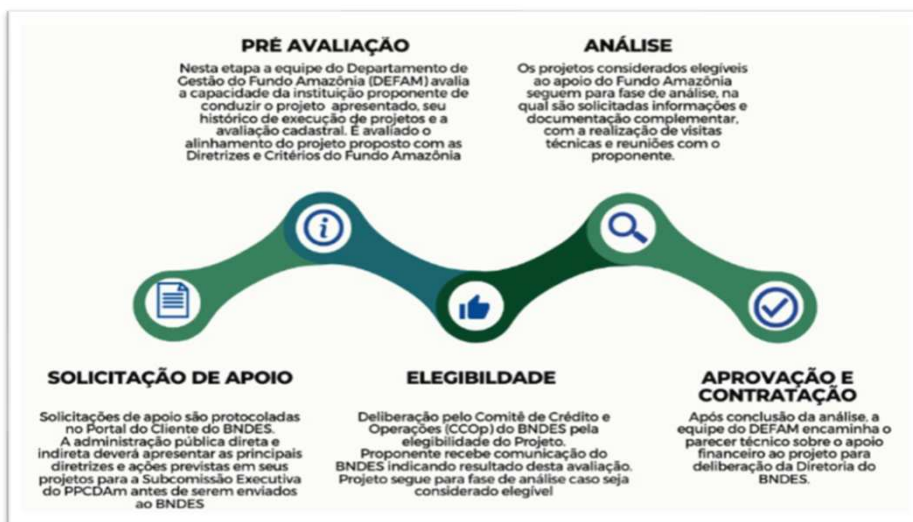 PRÉ AVALIAÇÃO
Nesta etapa a equipe do Departamento de
Gestão do Fundo Amazônia (DEFAM) avalia
a capacidade da instituição proponente de
conduzir o projeto apresentado, seu
histórico de execução de projetos e a
avaliação cadastral. É avaliado o
alinhamento do projeto proposto com as
Diretrizes e Critérios do Fundo Amazônia
ANÁLISE
Os projetos considerados elegíveis
ao apoio do Fundo Amazônia
seguem para fase de análise, na
qual são solicitadas informações e
documentação complementar,
com a realização de visitas
técnicas e reuniões com o
proponente.
SOLICITAÇÃO DE APOIO
Solicitações de apoio são protocoladas
no Portal do Cliente do BNDES.
A administração pública direta e
indireta deverá apresentar as principais
diretrizes e ações previstas em seus
projetos para a Subcomissão Executiva
do PPCDAm antes de serem enviados
ao BNDES
ELEGIBILDADE
Deliberação pelo Comitê de Crédito e
Operações (CCOp) do BNDES pela
elegibilidade do Projeto.
Proponente recebe comunicação do
BNDES indicando resultado desta avaliação.
Projeto segue para fase de análise caso seja
considerado elegível
APROVAÇÃO E
CONTRATAÇÃO
Após conclusão da análise, a
equipe do DEFAM encaminha o
parecer técnico sobre o apoio
financeiro ao projeto para
deliberação da Diretoria do
BNDES.